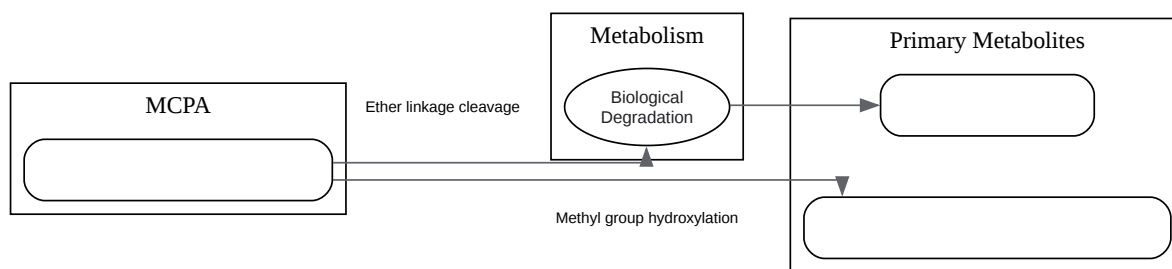 MCPA
Ether linkage cleavage
Metabolism
Biological
Degradation
Methyl group hydroxylation
Primary Metabolites